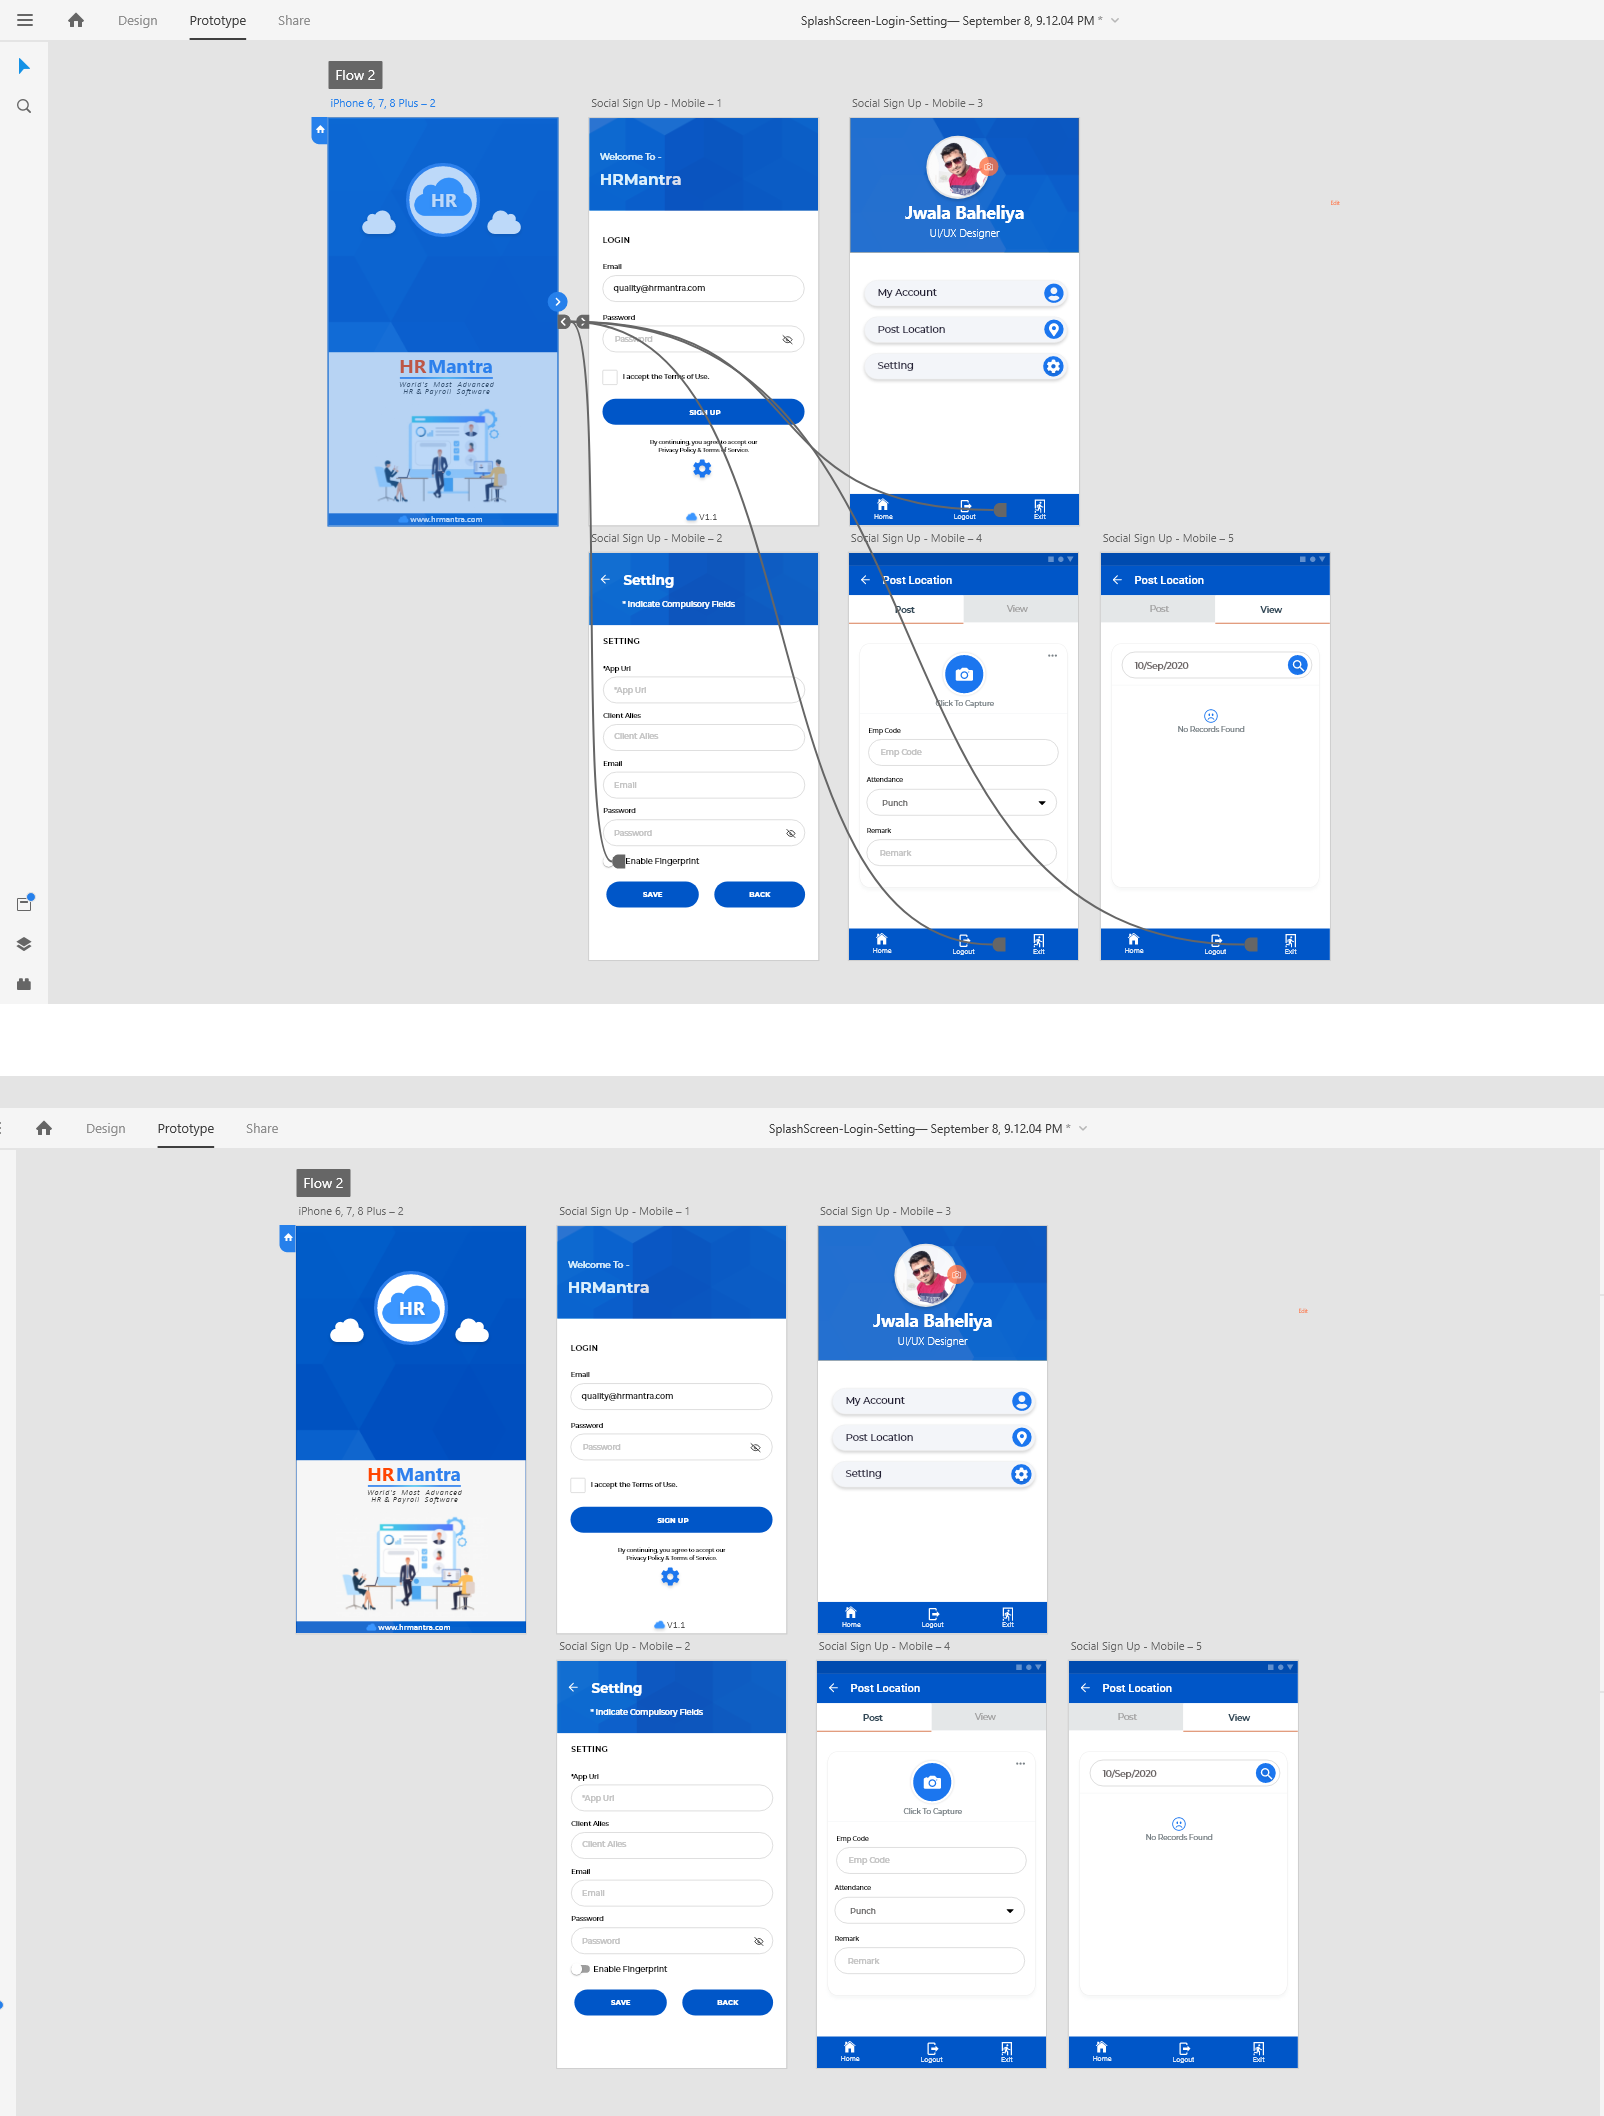 Design Prototype Share SplashScreen-Login-Setting— September 8, 9.12.04 PM *
Flow 2
iPhone 6, 7, 8 Plus – 2
HR
HRMantra
World's Most Advanced
HR & Payroll Software
www.hrmantra.com
Social Sign Up - Mobile – 1
Welcome To -
HRMantra
LOGIN
Email
quality@hrmantra.com
Password
Password
I accept the Terms of Use.
SIGN UP
By continuing, you agree to accept our
Privacy Policy & Terms of Service.
V1.1
Social Sign Up - Mobile – 3
Jwala Baheliya
UI/UX Designer
My Account
Post Location
Setting
Home Logout Exit
Edit
Social Sign Up - Mobile – 2
Setting
* Indicate Compulsory Fields
SETTING
*App Url
*App Url
Client Alies
Client Alies
Email
Email
Password
Password
Enable Fingerprint
SAVE BACK
Social Sign Up - Mobile – 4
Post Location
Post View
Click To Capture
Emp Code
Emp Code
Attendance
Punch
Remark
Remark
Home Logout Exit
Social Sign Up - Mobile – 5
Post Location
Post View
10/Sep/2020
No Records Found
Home Logout Exit
Design Prototype Share SplashScreen-Login-Setting— September 8, 9.12.04 PM *
Flow 2
iPhone 6, 7, 8 Plus – 2
HR
HRMantra
World's Most Advanced
HR & Payroll Software
www.hrmantra.com
Social Sign Up - Mobile – 1
Welcome To -
HRMantra
LOGIN
Email
quality@hrmantra.com
Password
Password
I accept the Terms of Use.
SIGN UP
By continuing, you agree to accept our
Privacy Policy & Terms of Service.
V1.1
Social Sign Up - Mobile – 3
Jwala Baheliya
UI/UX Designer
My Account
Post Location
Setting
Home Logout Exit
Edit
Social Sign Up - Mobile – 2
Setting
* Indicate Compulsory Fields
SETTING
*App Url
*App Url
Client Alies
Client Alies
Email
Email
Password
Password
Enable Fingerprint
SAVE BACK
Social Sign Up - Mobile – 4
Post Location
Post View
Click To Capture
Emp Code
Emp Code
Attendance
Punch
Remark
Remark
Home Logout Exit
Social Sign Up - Mobile – 5
Post Location
Post View
10/Sep/2020
No Records Found
Home Logout Exit